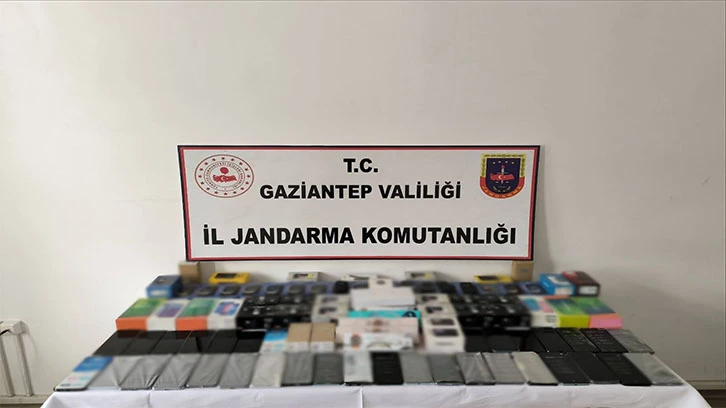 T.C.
GAZİANTEP VALİLİĞİ
İL JANDARMA KOMUTANLIĞI